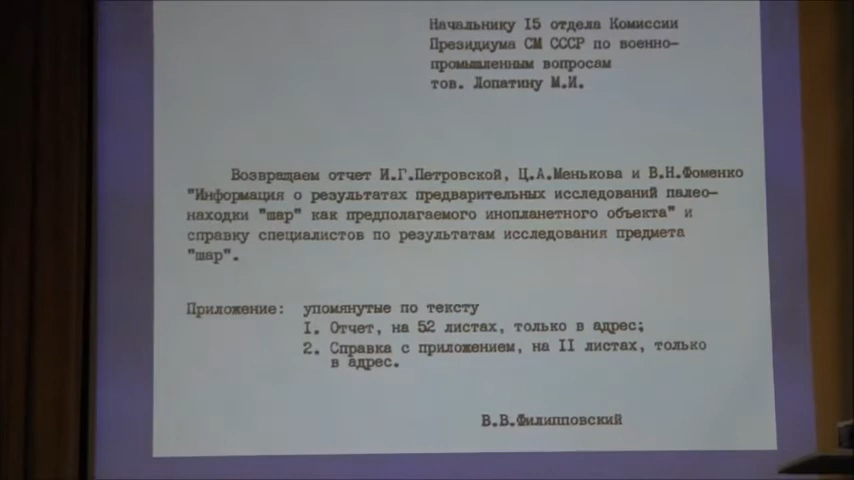 Начальнику 15 отдела Комиссии
Президиума СМ СССР по военно-
промышленным вопросам
тов. Лопатину М.И.
Возвращаем отчет И.Г.Петровской, Ц.А.Менькова и В.Н.Фоменко
"Информация о результатах предварительных исследований палео-
находки "шар" как предполагаемого инопланетного объекта" и
справку специалистов по результатам исследования предмета
"шар".
Приложение: упомянутые по тексту
1. Отчет, на 52 листах, только в адрес;
2. Справка с приложением, на 11 листах, только
в адрес.
В.В.Филипповский